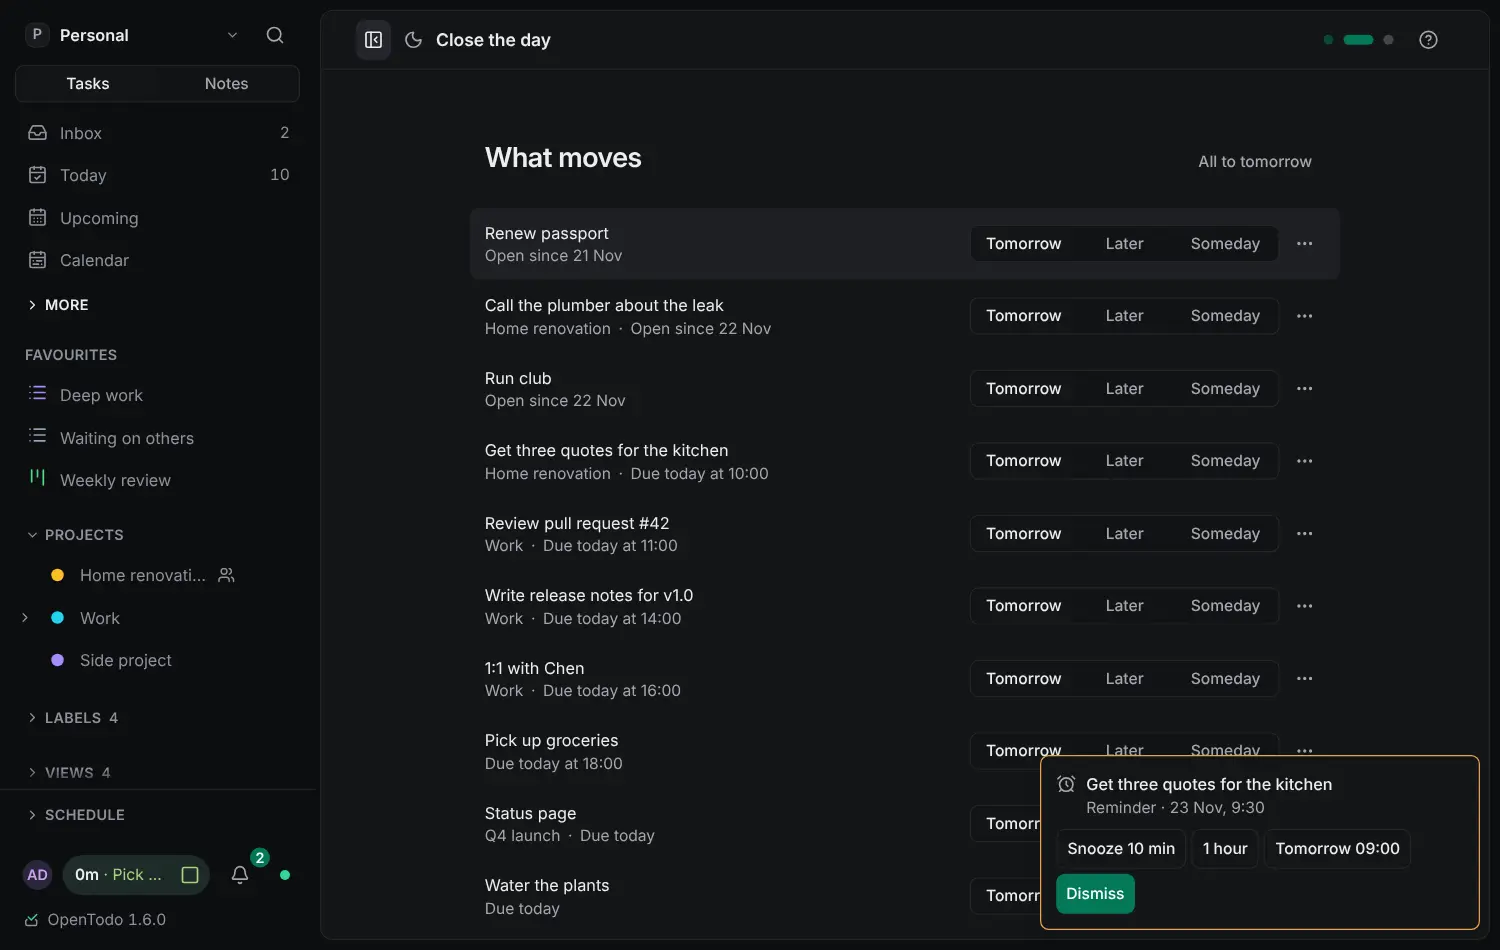 P Personal
Tasks Notes
Inbox 2
Today 10
Upcoming
Calendar
MORE
FAVOURITES
Deep work
Waiting on others
Weekly review
PROJECTS
Home renovati...
Work
Side project
LABELS 4
VIEWS 4
SCHEDULE
AD 0m · Pick ... 2
OpenTodo 1.6.0
Close the day
What moves All to tomorrow
Renew passport
Open since 21 Nov
Tomorrow Later Someday
Call the plumber about the leak
Home renovation · Open since 22 Nov
Tomorrow Later Someday
Run club
Open since 22 Nov
Tomorrow Later Someday
Get three quotes for the kitchen
Home renovation · Due today at 10:00
Tomorrow Later Someday
Review pull request #42
Work · Due today at 11:00
Tomorrow Later Someday
Write release notes for v1.0
Work · Due today at 14:00
Tomorrow Later Someday
1:1 with Chen
Work · Due today at 16:00
Tomorrow Later Someday
Pick up groceries
Due today at 18:00
Tomorrow Later Someday
Status page
Q4 launch · Due today
Tomorr
Water the plants
Due today
Tomorr
Get three quotes for the kitchen
Reminder · 23 Nov, 9:30
Snooze 10 min 1 hour Tomorrow 09:00
Dismiss